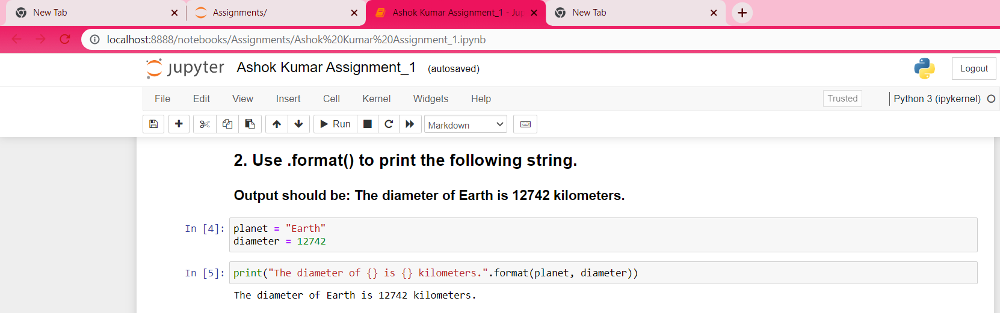 New Tab
Assignments/
Ashok Kumar Assignment_1 - Jup
New Tab
localhost:8888/notebooks/Assignments/Ashok%20Kumar%20Assignment_1.ipynb
jupyter Ashok Kumar Assignment_1 (autosaved)
Logout
File Edit View Insert Cell Kernel Widgets Help
Trusted
Python 3 (ipykernel)
Run
Markdown
2. Use .format() to print the following string.
Output should be: The diameter of Earth is 12742 kilometers.
In [4]: planet = "Earth"
diameter = 12742
In [5]: print("The diameter of {} is {} kilometers.".format(planet, diameter))
The diameter of Earth is 12742 kilometers.